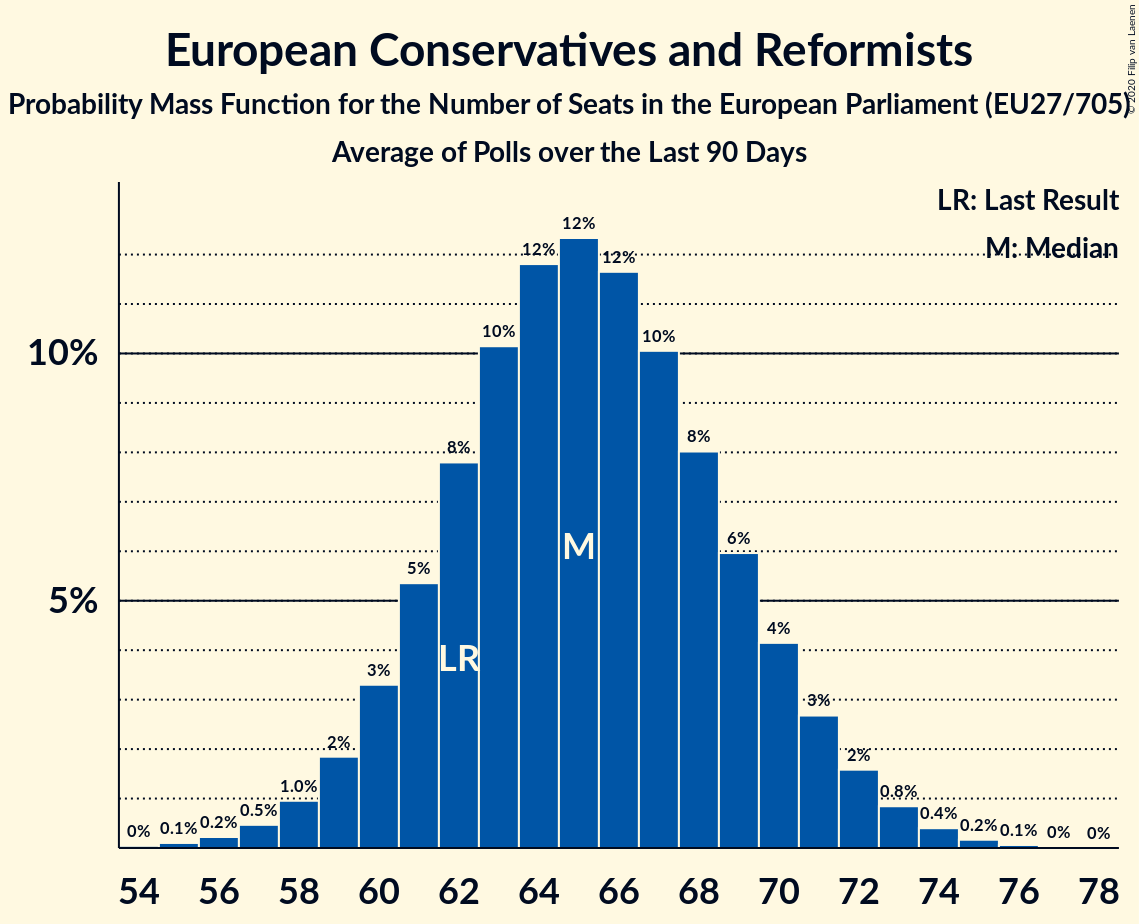 European Conservatives and Reformists
Probability Mass Function for the Number of Seats in the European Parliament (EU27/705)
Average of Polls over the Last 90 Days
© 2020 Filip van Laenen
LR: Last Result
M: Median
10%
5%
0% 0.1% 0.2% 0.5% 1.0% 2% 3% 5% 8% 10% 12% 12% 12% 10% 8% 6% 4% 3% 2% 0.8% 0.4% 0.2% 0.1% 0% 0%
LR
M
54 56 58 60 62 64 66 68 70 72 74 76 78